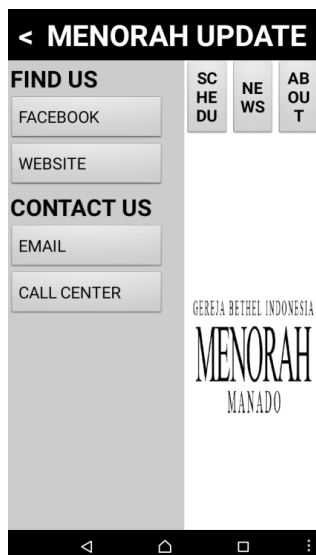 < MENORAH UPDATE
FIND US
FACEBOOK
WEBSITE
CONTACT US
EMAIL
CALL CENTER
SC
HE
DU
NE
WS
AB
OU
T
GEREJA BETHEL INDONESIA
MENORAH
MANADO